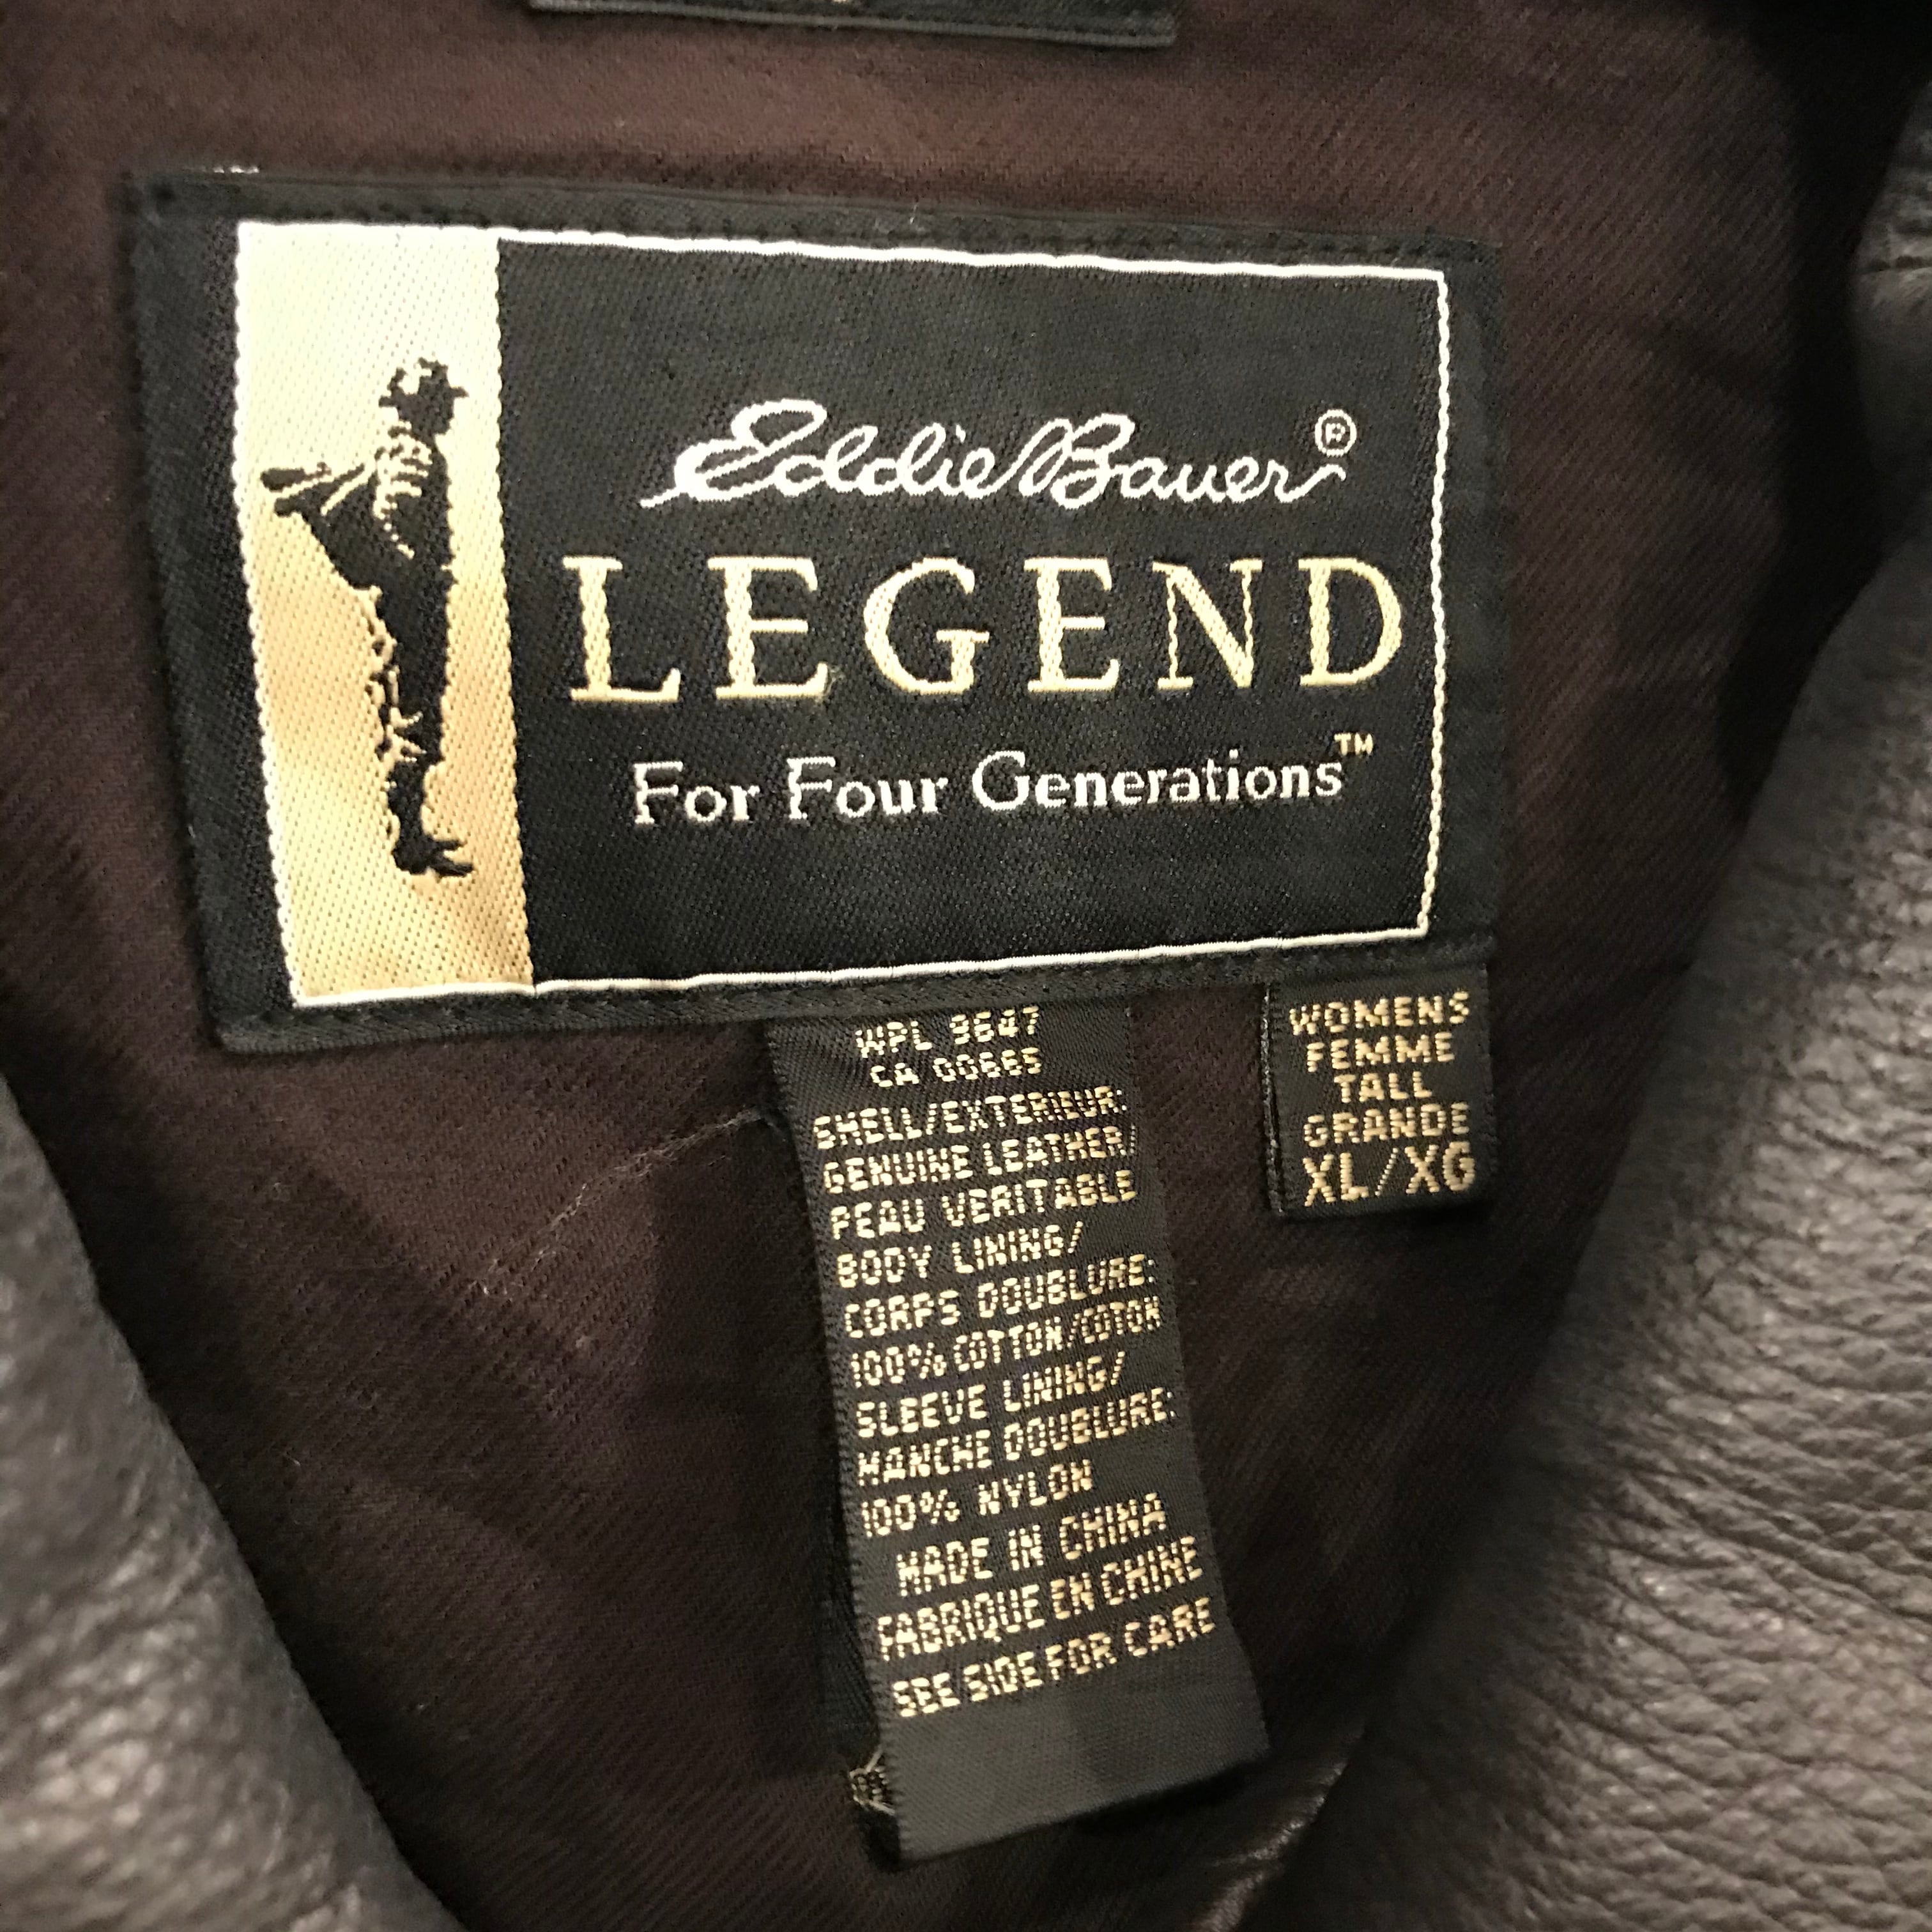 Eddie Bauer®
LEGEND
For Four Generations™
WPL 9647
CA 00665
SHELL/EXTERIEUR:
GENUINE LEATHER/
PEAU VERITABLE
BODY LINING/
CORPS DOUBLURE:
100% COTTON/COTON
SLEEVE LINING/
MANCHE DOUBLURE:
100% NYLON
MADE IN CHINA
FABRIQUE EN CHINE
SEE SIDE FOR CARE
WOMENS
FEMME
TALL
GRANDE
XL/XG